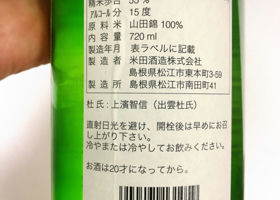 精米歩合 55 %
アルコール分 15 度
原料米 山田錦 100%
内容量 720 ml
製造年月 表ラベルに記載
製造者 米田酒造株式会社
島根県松江市東本町3-59
製造所 島根県松江市南田町41
杜氏:上濱智信(出雲杜氏)
直射日光を避け、開栓後は早めにお召
し上がり下さい。
冷やまたは冷やしてお飲みください。
お酒は20才になってから。